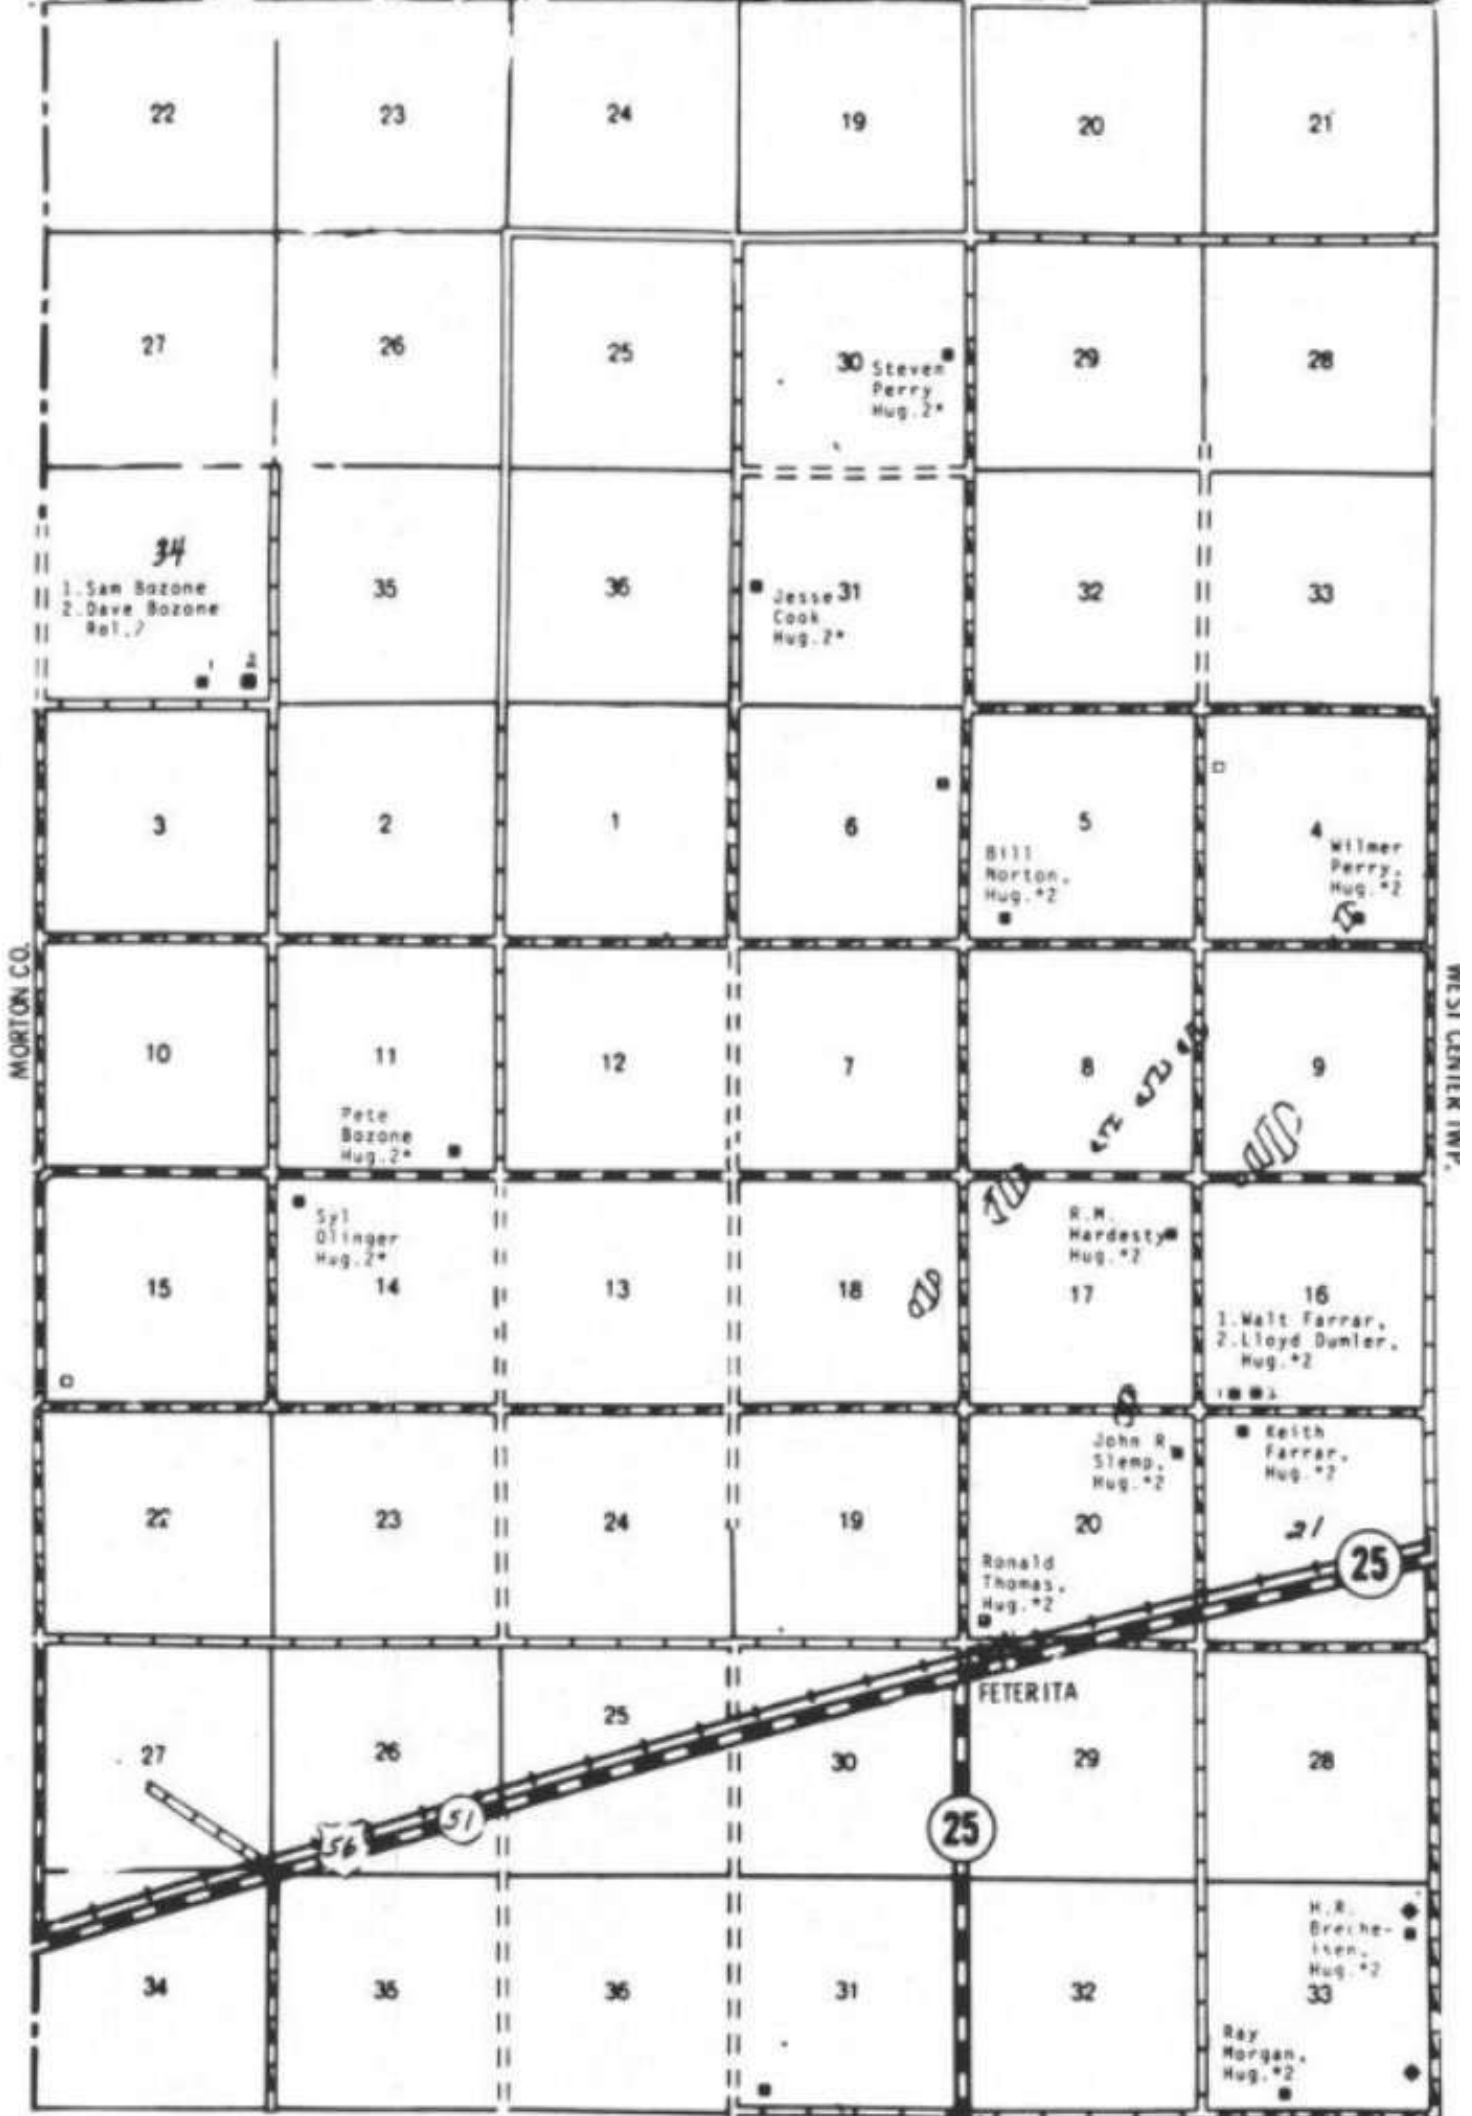 22 23 24 19 20 21
27 26 25 30 29 28
Steven
Perry
Hug.2*
34 35 36 31 32 33
1.Sam Bozone
2.Dave Bozone
Rol.2
1 2
Jesse
Cook
Hug.2*
3 2 1 6 5 4
Bill
Norton,
Hug.*2
Wilmer
Perry,
Hug.*2
MORTON CO.
WEST CENTER TWP.
10 11 12 7 8 9
Pete
Bozone
Hug.2*
Syl
Olinger
Hug.2*
R.M.
Hardesty
Hug.*2
15 14 13 18 17 16
1.Walt Farrar,
2.Lloyd Dumler,
Hug.*2
1 2
John R
Slemp,
Hug.*2
Keith
Farrar,
Hug.*2
22 23 24 19 20 21
25
Ronald
Thomas,
Hug.*2
FETERITA
27 26 25 30 29 28
56 51 25
H.R.
Breche-
isen,
Hug.*2
34 35 36 31 32 33
Ray
Morgan,
Hug.*2